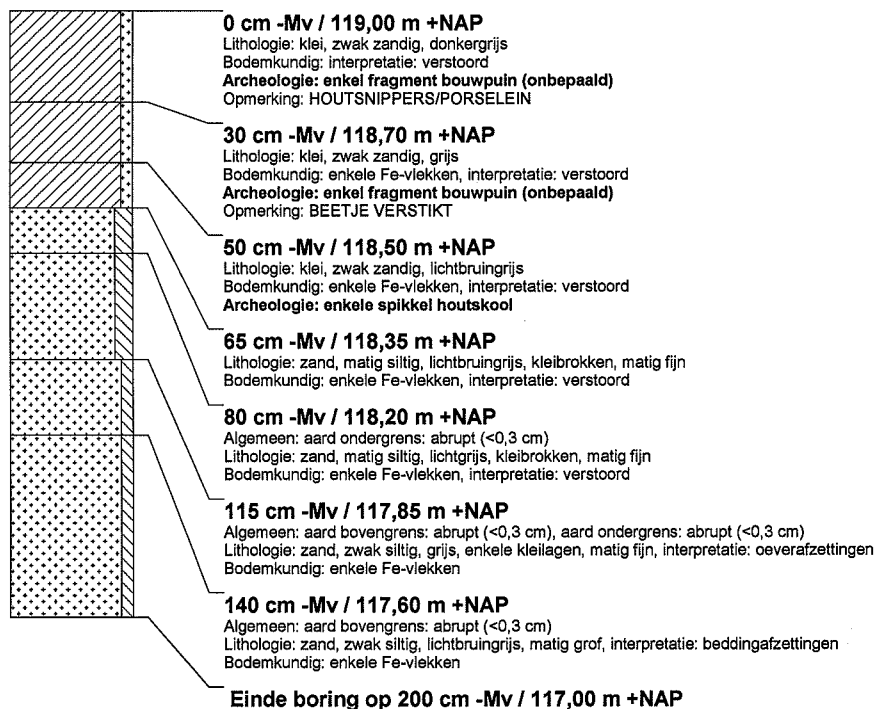 0 cm -Mv / 119,00 m +NAP
Lithologie: klei, zwak zandig, donkergrijs
Bodemkundig: interpretatie: verstoord
Archeologie: enkel fragment bouwpuin (onbepaald)
Opmerking: HOUTSNIPPERS/PORSELEIN
30 cm -Mv / 118,70 m +NAP
Lithologie: klei, zwak zandig, grijs
Bodemkundig: enkele Fe-vlekken, interpretatie: verstoord
Archeologie: enkel fragment bouwpuin (onbepaald)
Opmerking: BEETJE VERSTIKT
50 cm -Mv / 118,50 m +NAP
Lithologie: klei, zwak zandig, lichtbruingrijs
Bodemkundig: enkele Fe-vlekken, interpretatie: verstoord
Archeologie: enkele spikkel houtskool
65 cm -Mv / 118,35 m +NAP
Lithologie: zand, matig siltig, lichtbruingrijs, kleibrokken, matig fijn
Bodemkundig: enkele Fe-vlekken, interpretatie: verstoord
80 cm -Mv / 118,20 m +NAP
Algemeen: aard ondergrens: abrupt (<0,3 cm)
Lithologie: zand, matig siltig, lichtgrijs, kleibrokken, matig fijn
Bodemkundig: enkele Fe-vlekken, interpretatie: verstoord
115 cm -Mv / 117,85 m +NAP
Algemeen: aard bovengrens: abrupt (<0,3 cm), aard ondergrens: abrupt (<0,3 cm)
Lithologie: zand, zwak siltig, grijs, enkele kleilagen, matig fijn, interpretatie: oeverafzettingen
Bodemkundig: enkele Fe-vlekken
140 cm -Mv / 117,60 m +NAP
Algemeen: aard bovengrens: abrupt (<0,3 cm)
Lithologie: zand, zwak siltig, lichtbruingrijs, matig grof, interpretatie: beddingafzettingen
Bodemkundig: enkele Fe-vlekken
Einde boring op 200 cm -Mv / 117,00 m +NAP